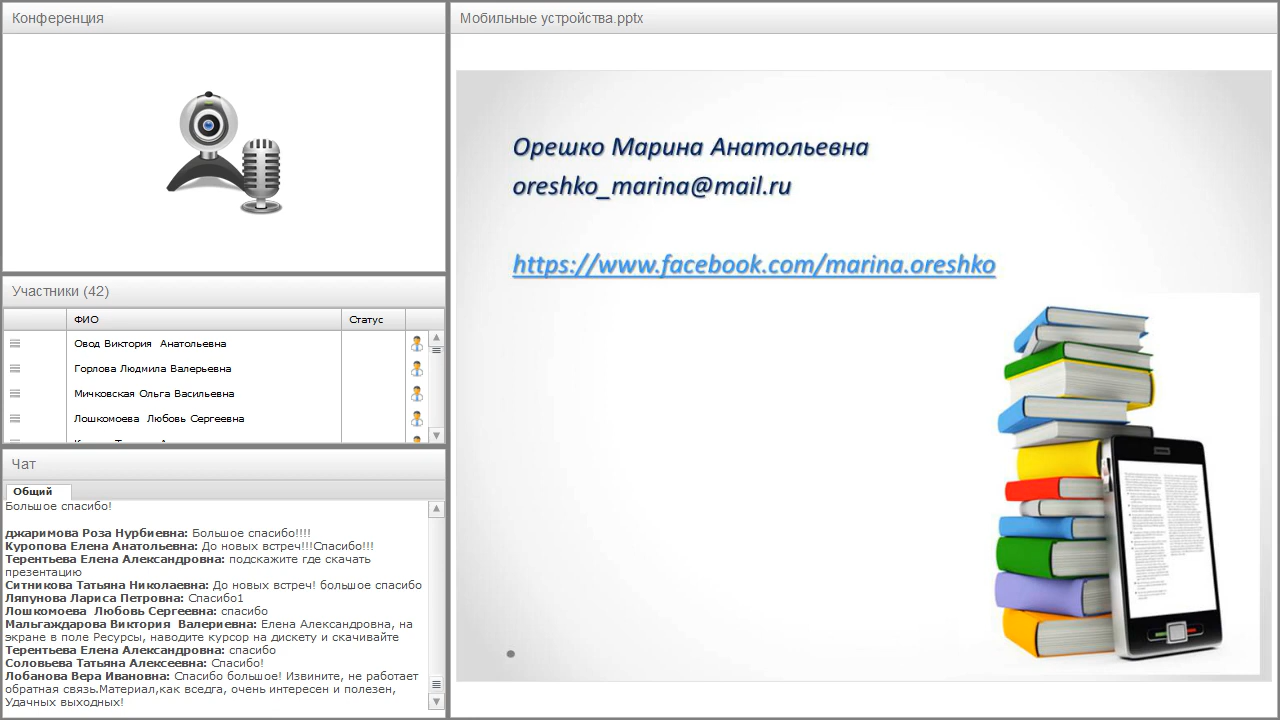 Конференция
Участники (42)
ФИО Статус
Овод Виктория Анатольевна
Горлова Людмила Валерьевна
Мичковская Ольга Васильевна
Лошкомоева Любовь Сергеевна
Чат
Общий
Большое спасибо!
джаримова Роза Нурбиевна: Большое спасибо!!!!
Куропова Елена Анатольевна: До новых встреч!!!Спасибо!!!
Терентьева Елена Александровна: подскажите где скачать
презентацию
Ситникова Татьяна Николаевна: До новых встреч! большое спасибо
Ляпунова Лариса Петровна: Спасибо1
Лошкомоева Любовь Сергеевна: спасибо
Мальгаждарова Виктория Валериевна: Елена Александровна, на
экране в поле Ресурсы, наводите курсор на дискету и скачивайте
Терентьева Елена Александровна: спасибо
Соловьева Татьяна Алексеевна: Спасибо!
Лобанова Вера Ивановна: Спасибо большое! Извините, не работает
обратная связь.Материал,как всегда, очень интересен и полезен,
Удачных выходных!
Мобильные устройства.pptx
Орешко Марина Анатольевна
oreshko_marina@mail.ru
https://www.facebook.com/marina.oreshko